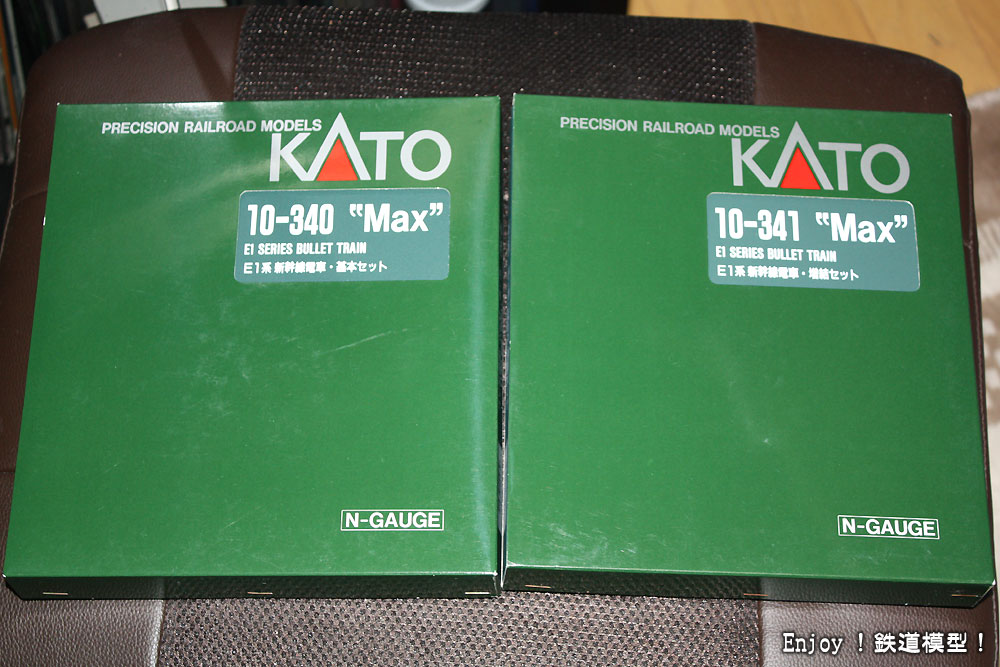 PRECISION RAILROAD MODELS
KATO
10-340 “Max”
E1 SERIES BULLET TRAIN
E1系 新幹線電車・基本セット
N-GAUGE
PRECISION RAILROAD MODELS
KATO
10-341 “Max”
E1 SERIES BULLET TRAIN
E1系 新幹線電車・増結セット
N-GAUGE
Enjoy！鉄道模型！